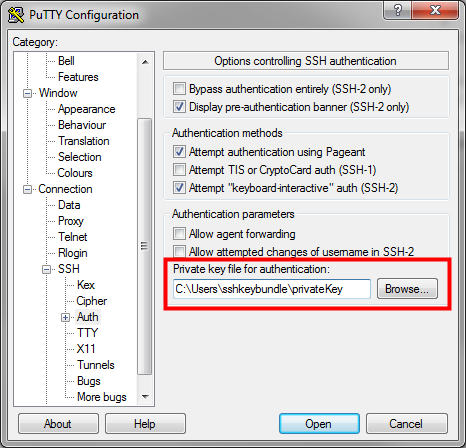 PuTTY Configuration
Category:
Bell
Features
Window
Appearance
Behaviour
Translation
Selection
Colours
Connection
Data
Proxy
Telnet
Rlogin
SSH
Kex
Cipher
Auth
TTY
X11
Tunnels
Bugs
More bugs
Options controlling SSH authentication
Bypass authentication entirely (SSH-2 only)
Display pre-authentication banner (SSH-2 only)
Authentication methods
Attempt authentication using Pageant
Attempt TIS or CryptoCard auth (SSH-1)
Attempt "keyboard-interactive" auth (SSH-2)
Authentication parameters
Allow agent forwarding
Allow attempted changes of username in SSH-2
Private key file for authentication:
C:\Users\sshkeybundle\privateKey Browse...
About Help Open Cancel